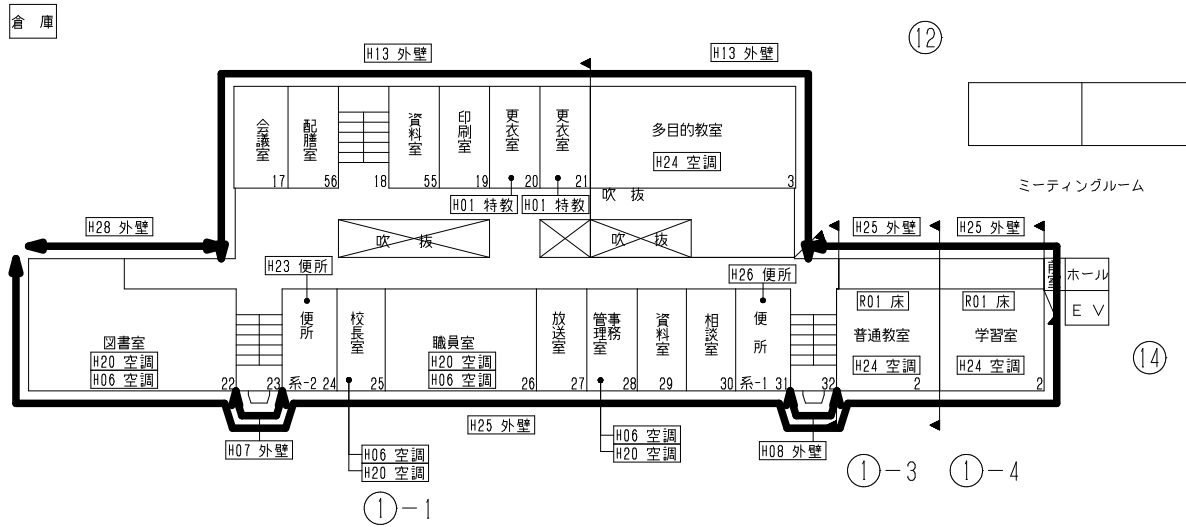 倉 庫
H13 外壁
H13 外壁
12
会議室
配膳室
資料室
印刷室
更衣室
更衣室
多目的教室
H24 空調
17
56
18
55
19
20
21
3
H01 特教
H01 特教
吹 抜
ミーティングルーム
H28 外壁
吹 抜
吹 抜
H25 外壁
H25 外壁
H23 便所
H26 便所
ホール
E V
図書室
H20 空調
H06 空調
22
23
便所
系-2
24
校長室
25
職員室
H20 空調
H06 空調
26
放送室
27
事務
管理室
28
資料室
29
相談室
30
便所
系-1
31
32
R01 床
普通教室
H24 空調
2
R01 床
学習室
H24 空調
2
14
H07 外壁
H25 外壁
H06 空調
H20 空調
H06 空調
H20 空調
H08 外壁
1-1
1-3
1-4